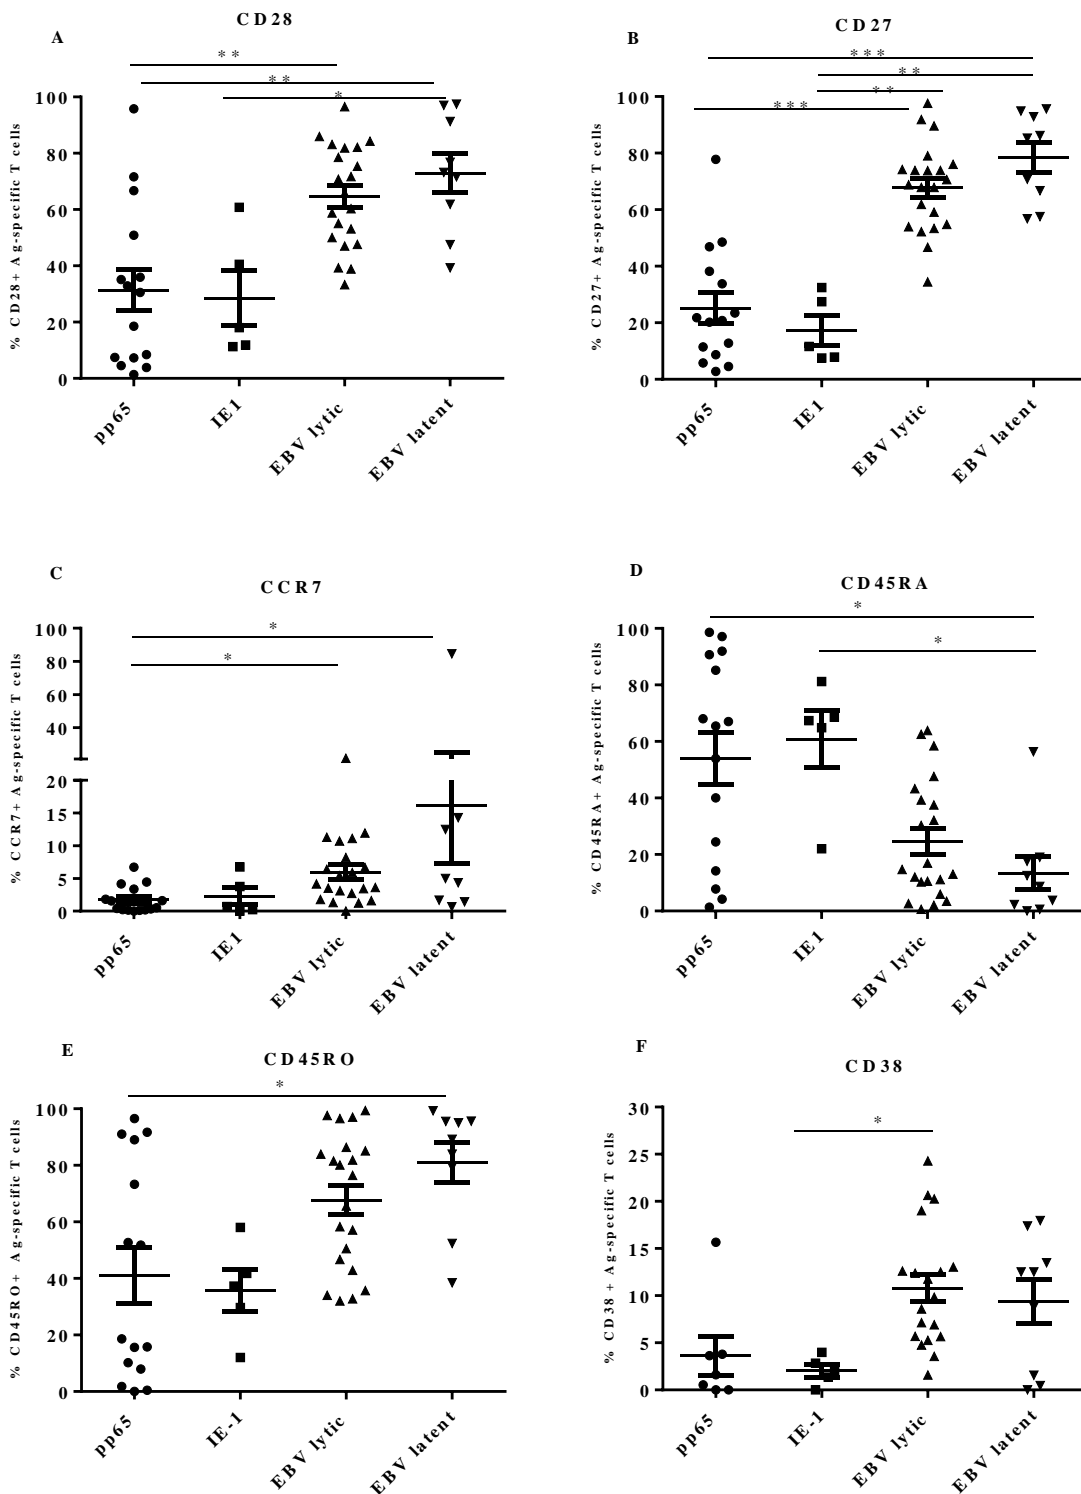 A
CD28
**
**
*
% CD28+ Ag-specific T cells
100
80
60
40
20
0
pp65
IE1
EBV lytic
EBV latent
B
CD27
***
**
**
***
% CD27+ Ag-specific T cells
100
80
60
40
20
0
pp65
IE1
EBV lytic
EBV latent
C
CCR7
*
*
% CCR7+ Ag-specific T cells
100
80
60
40
20
15
10
5
0
pp65
IE1
EBV lytic
EBV latent
D
CD45RA
*
*
% CD45RA+ Ag-specific T cells
100
80
60
40
20
0
pp65
IE1
EBV lytic
EBV latent
E
CD45RO
*
% CD45RO+ Ag-specific T cells
100
80
60
40
20
0
pp65
IE-1
EBV lytic
EBV latent
F
CD38
*
% CD38 + Ag-specific T cells
30
25
20
15
10
5
0
pp65
IE-1
EBV lytic
EBV latent